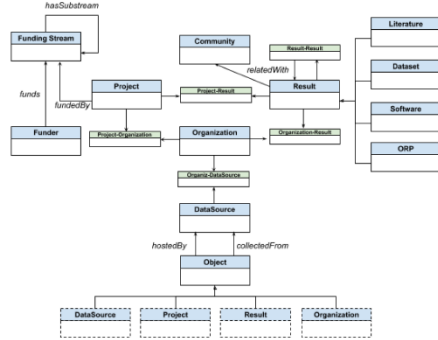 hasSubstream
Funding Stream
Community
Result-Result
Literature
relatedWith
Dataset
funds
fundedBy
Project
Project-Result
Result
Software
Funder
Project-Organization
Organization
Organization-Result
ORP
Organiz-DataSource
DataSource
hostedBy
collectedFrom
Object
DataSource
Project
Result
Organization